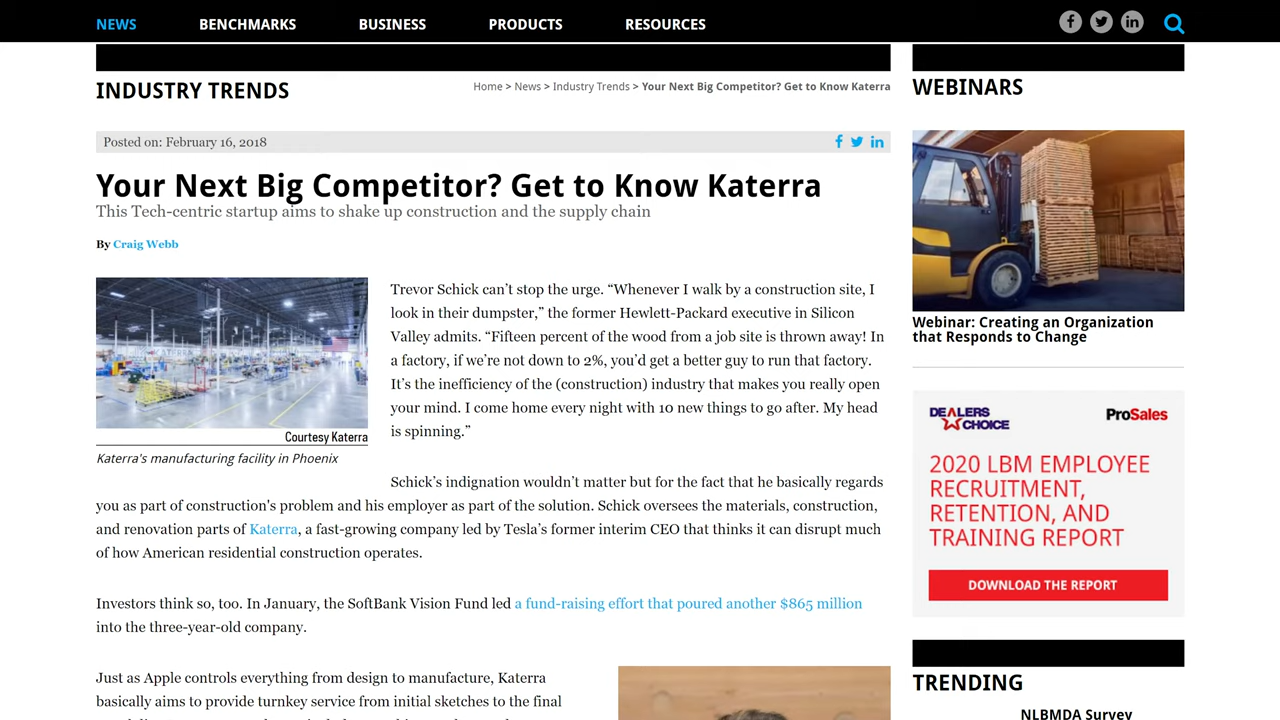 NEWS BENCHMARKS BUSINESS PRODUCTS RESOURCES
INDUSTRY TRENDS
Home > News > Industry Trends > Your Next Big Competitor? Get to Know Katerra
Posted on: February 16, 2018
Your Next Big Competitor? Get to Know Katerra
This Tech-centric startup aims to shake up construction and the supply chain
By Craig Webb
Courtesy Katerra
Katerra's manufacturing facility in Phoenix
Trevor Schick can’t stop the urge. “Whenever I walk by a construction site, I
look in their dumpster,” the former Hewlett-Packard executive in Silicon
Valley admits. “Fifteen percent of the wood from a job site is thrown away! In
a factory, if we’re not down to 2%, you’d get a better guy to run that factory.
It’s the inefficiency of the (construction) industry that makes you really open
your mind. I come home every night with 10 new things to go after. My head
is spinning.”
Schick’s indignation wouldn’t matter but for the fact that he basically regards
you as part of construction's problem and his employer as part of the solution. Schick oversees the materials, construction,
and renovation parts of Katerra, a fast-growing company led by Tesla’s former interim CEO that thinks it can disrupt much
of how American residential construction operates.
Investors think so, too. In January, the SoftBank Vision Fund led a fund-raising effort that poured another $865 million
into the three-year-old company.
Just as Apple controls everything from design to manufacture, Katerra
basically aims to provide turnkey service from initial sketches to the final
WEBINARS
Webinar: Creating an Organization
that Responds to Change
DEALERS
CHOICE
ProSales
2020 LBM EMPLOYEE
RECRUITMENT,
RETENTION, AND
TRAINING REPORT
DOWNLOAD THE REPORT
TRENDING
NLBMDA Survey